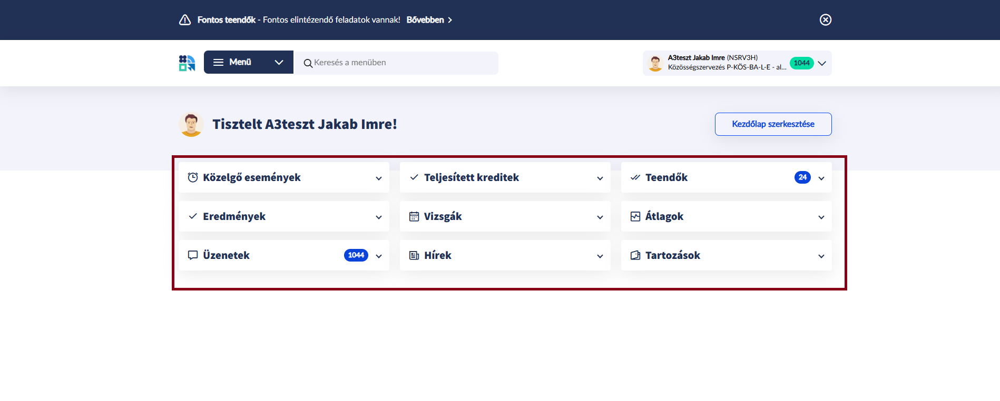 Fontos teendők - Fontos elintézendő feladatok vannak! Bővebben
Menü
Keresés a menüben
A3teszt Jakab Imre (NSRV3H)
Közösségszervezés P-KÖS-BA-L-E - al...
1044
Tisztelt A3teszt Jakab Imre!
Kezdőlap szerkesztése
Közelgő események
Teljesített kreditek
Teendők 24
Eredmények
Vizsgák
Átlagok
Üzenetek 1044
Hírek
Tartozások